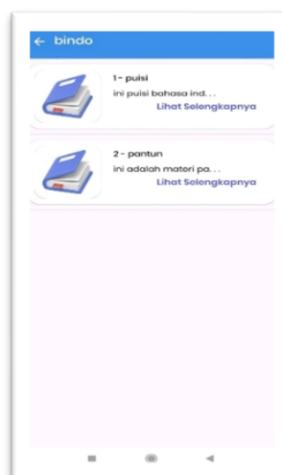 ← bindo
1- puisi
ini puisi bahasa ind...
Lihat Selengkapnya
2- pantun
ini adalah materi pa...
Lihat Selengkapnya